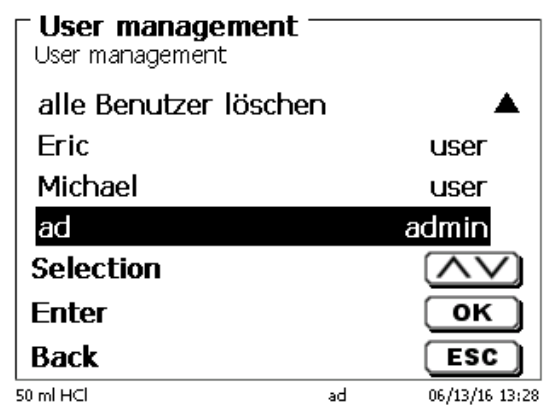 User management
User management
alle Benutzer löschen
Eric user
Michael user
ad admin
Selection
Enter OK
Back ESC
50 ml HCl ad 06/13/16 13:28